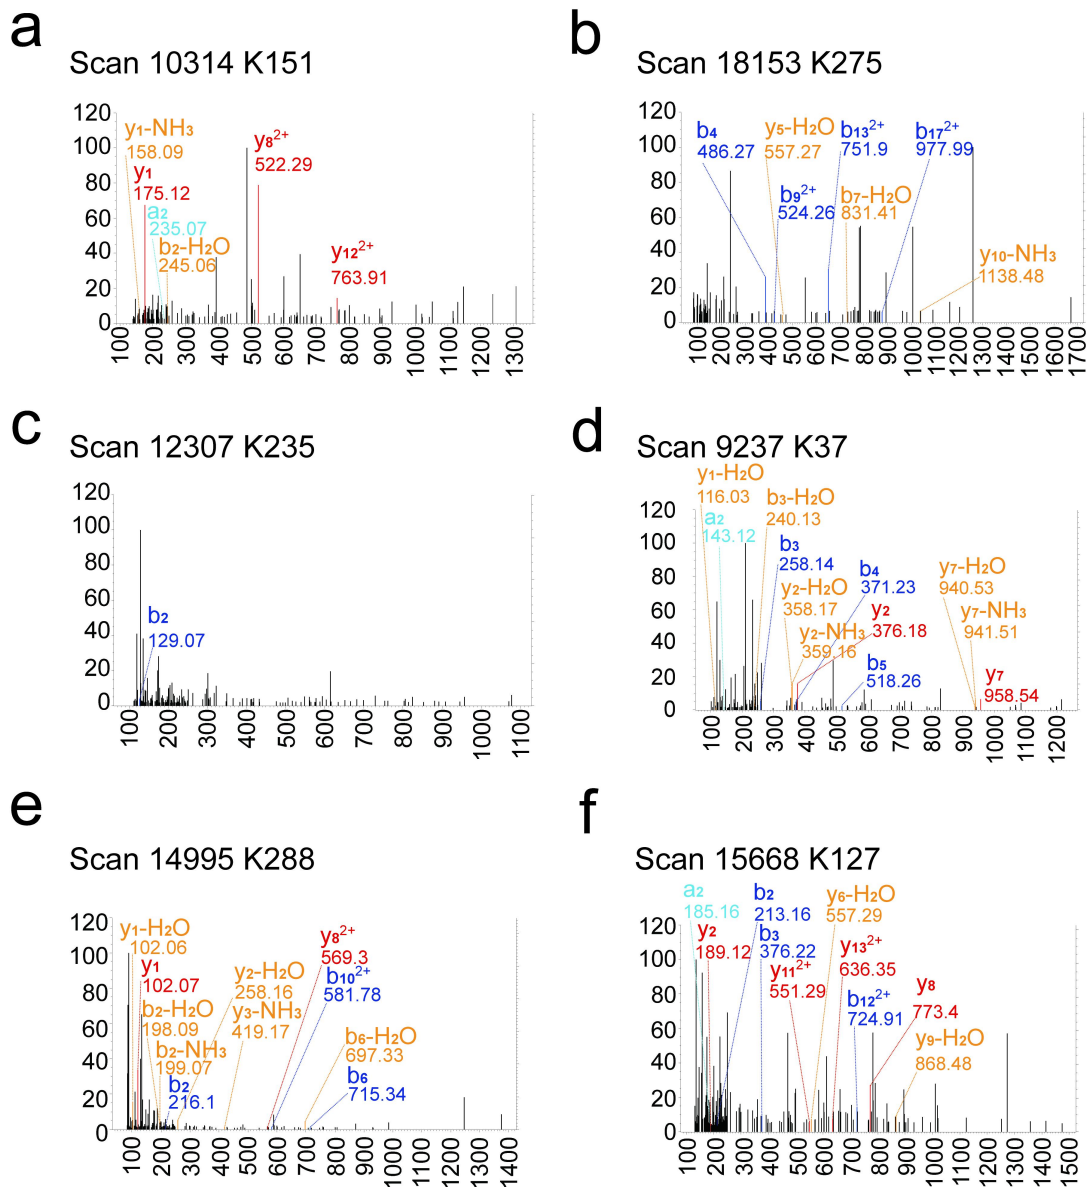 a
Scan 10314 K151
120
100
80
60
40
20
0
y₁-NH₃
158.09
y₁
175.12
a₂
235.07
b₂-H₂O
245.06
y₈²⁺
522.29
y₁₂²⁺
763.91
100 200 300 400 500 600 700 800 900 1000 1100 1200 1300
b
Scan 18153 K275
120
100
80
60
40
20
0
b₄
486.27
y₅-H₂O
557.27
b₁₃²⁺
751.9
b₁₇²⁺
977.99
b₉²⁺
524.26
b₇-H₂O
831.41
y₁₀-NH₃
1138.48
100 200 300 400 500 600 700 800 900 1000 1100 1200 1300 1400 1500 1600 1700
c
Scan 12307 K235
120
100
80
60
40
20
0
b₂
129.07
100 200 300 400 500 600 700 800 900 1000 1100
d
Scan 9237 K37
120
100
80
60
40
20
0
y₁-H₂O
116.03
a₂
143.12
b₃-H₂O
240.13
b₃
258.14
y₂-H₂O
358.17
y₂-NH₃
359.16
b₄
371.23
y₂
376.18
b₅
518.26
y₇-H₂O
940.53
y₇-NH₃
941.51
y₇
958.54
100 200 300 400 500 600 700 800 900 1000 1100 1200
e
Scan 14995 K288
120
100
80
60
40
20
0
y₁-H₂O
102.06
y₁
102.07
b₂-H₂O
198.09
b₂-NH₃
199.07
b₂
216.1
y₂-H₂O
258.16
y₃-NH₃
419.17
y₈²⁺
569.3
b₁₀²⁺
581.78
b₆-H₂O
697.33
b₆
715.34
100 200 300 400 500 600 700 800 900 1000 1100 1200 1300 1400
f
Scan 15668 K127
120
100
80
60
40
20
0
a₂
185.16
y₂
189.12
b₂
213.16
b₃
376.22
y₁₁²⁺
551.29
y₆-H₂O
557.29
y₁₃²⁺
636.35
b₁₂²⁺
724.91
y₈
773.4
y₉-H₂O
868.48
100 200 300 400 500 600 700 800 900 1000 1100 1200 1300 1400 1500